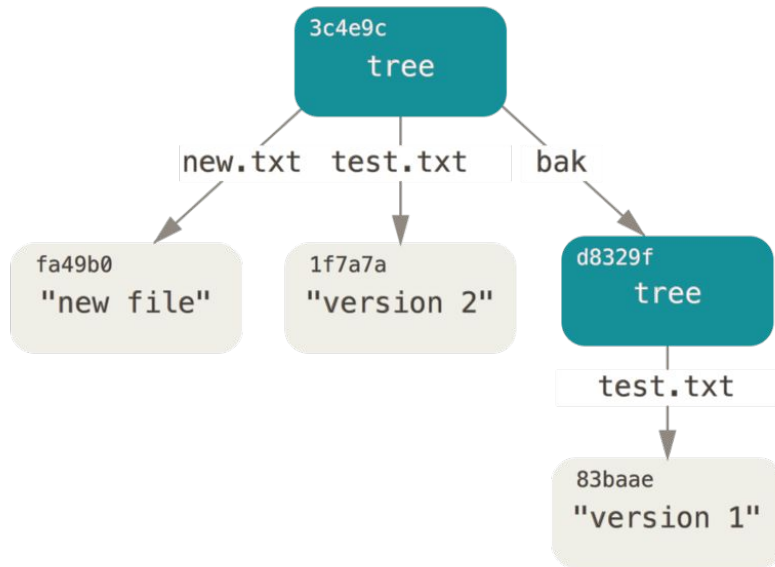 3c4e9c
tree
new.txt test.txt bak
fa49b0
"new file"
1f7a7a
"version 2"
d8329f
tree
test.txt
83baae
"version 1"